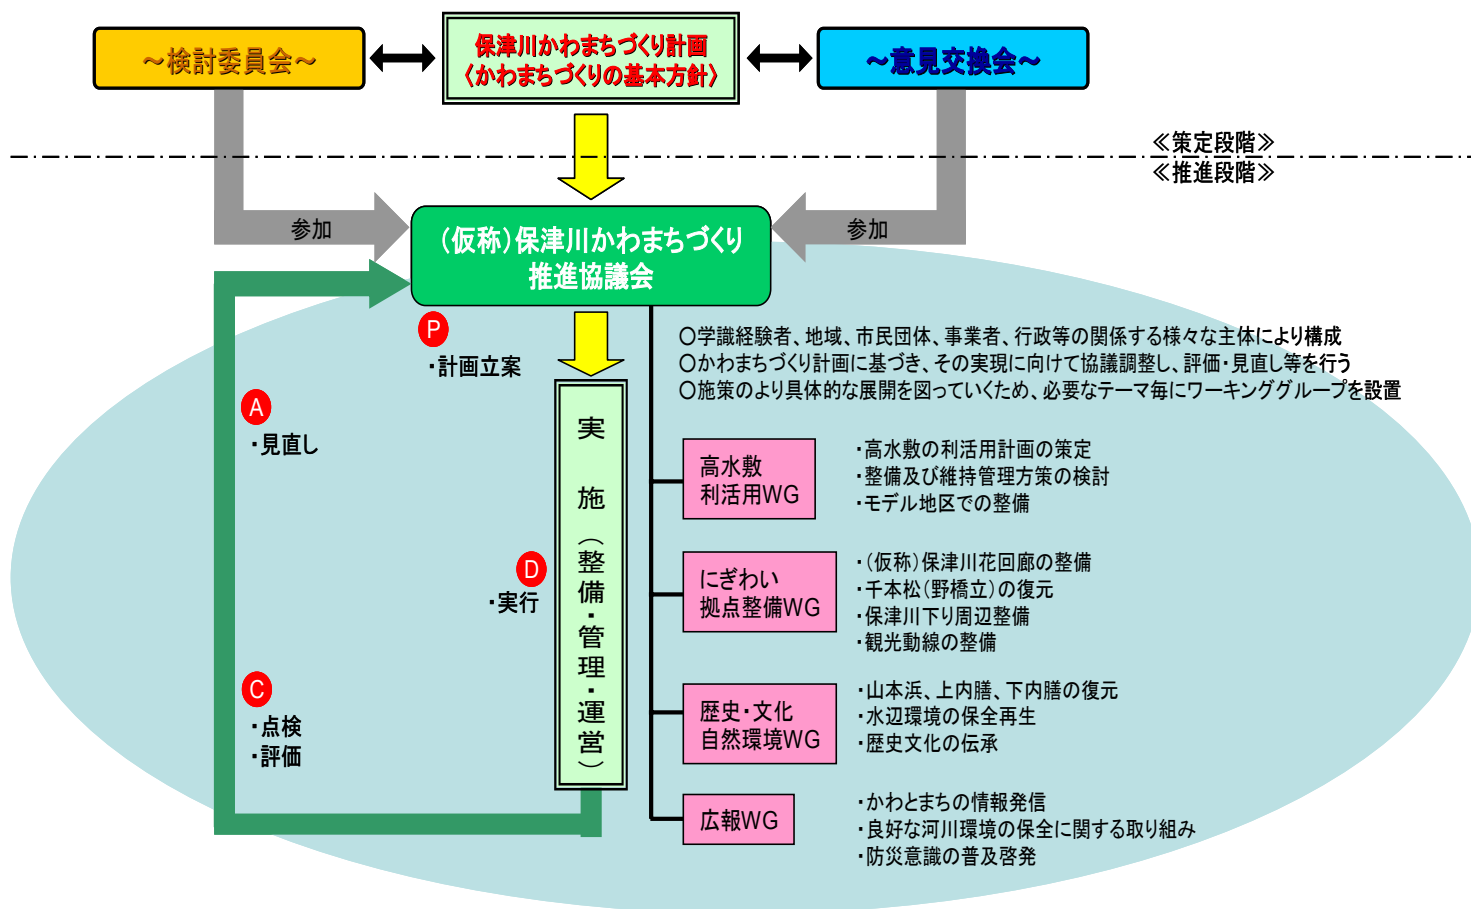 ～検討委員会～
保津川かわまちづくり計画
〈かわまちづくりの基本方針〉
～意見交換会～
≪策定段階≫
≪推進段階≫
参加
参加
（仮称）保津川かわまちづくり
推進協議会
P
・計画立案
○学識経験者、地域、市民団体、事業者、行政等の関係する様々な主体により構成
○かわまちづくり計画に基づき、その実現に向けて協議調整し、評価・見直し等を行う
○施策のより具体的な展開を図っていくため、必要なテーマ毎にワーキンググループを設置
A
・見直し
実施（整備・管理・運営）
D
・実行
C
・点検
・評価
高水敷
利活用WG
・高水敷の利活用計画の策定
・整備及び維持管理方策の検討
・モデル地区での整備
にぎわい
拠点整備WG
・（仮称）保津川花回廊の整備
・千本松（野橋立）の復元
・保津川下り周辺整備
・観光動線の整備
歴史・文化
自然環境WG
・山本浜、上内膳、下内膳の復元
・水辺環境の保全再生
・歴史文化の伝承
広報WG
・かわとまちの情報発信
・良好な河川環境の保全に関する取り組み
・防災意識の普及啓発